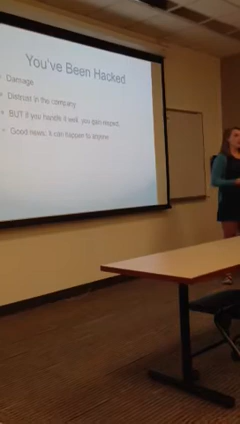 You've Been Hacked
Damage
Distrust in the company
BUT if you handle it well, you gain respect.
Good news: it can happen to anyone